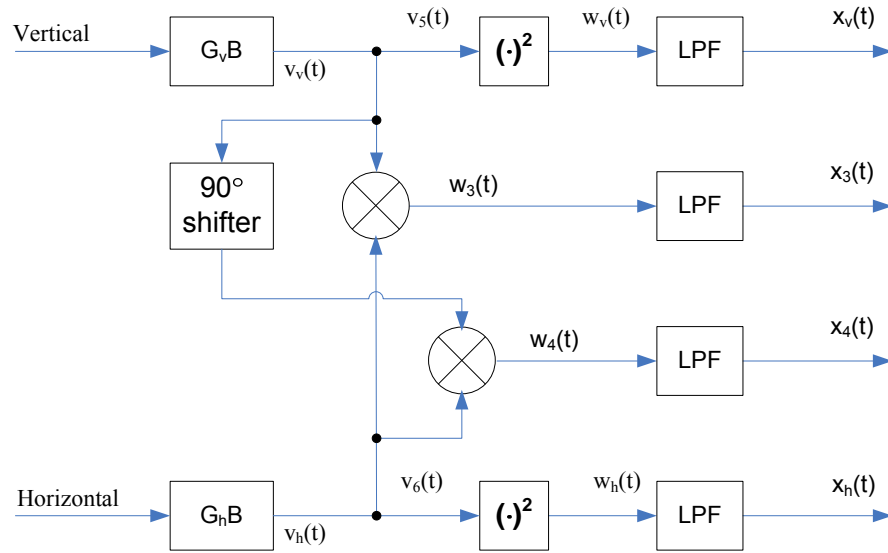 Vertical
GᵥB
vᵥ(t)
v₅(t)
(·)²
wᵥ(t)
LPF
xᵥ(t)
90°
shifter
w₃(t)
LPF
x₃(t)
w₄(t)
LPF
x₄(t)
Horizontal
GₕB
vₕ(t)
v₆(t)
(·)²
wₕ(t)
LPF
xₕ(t)